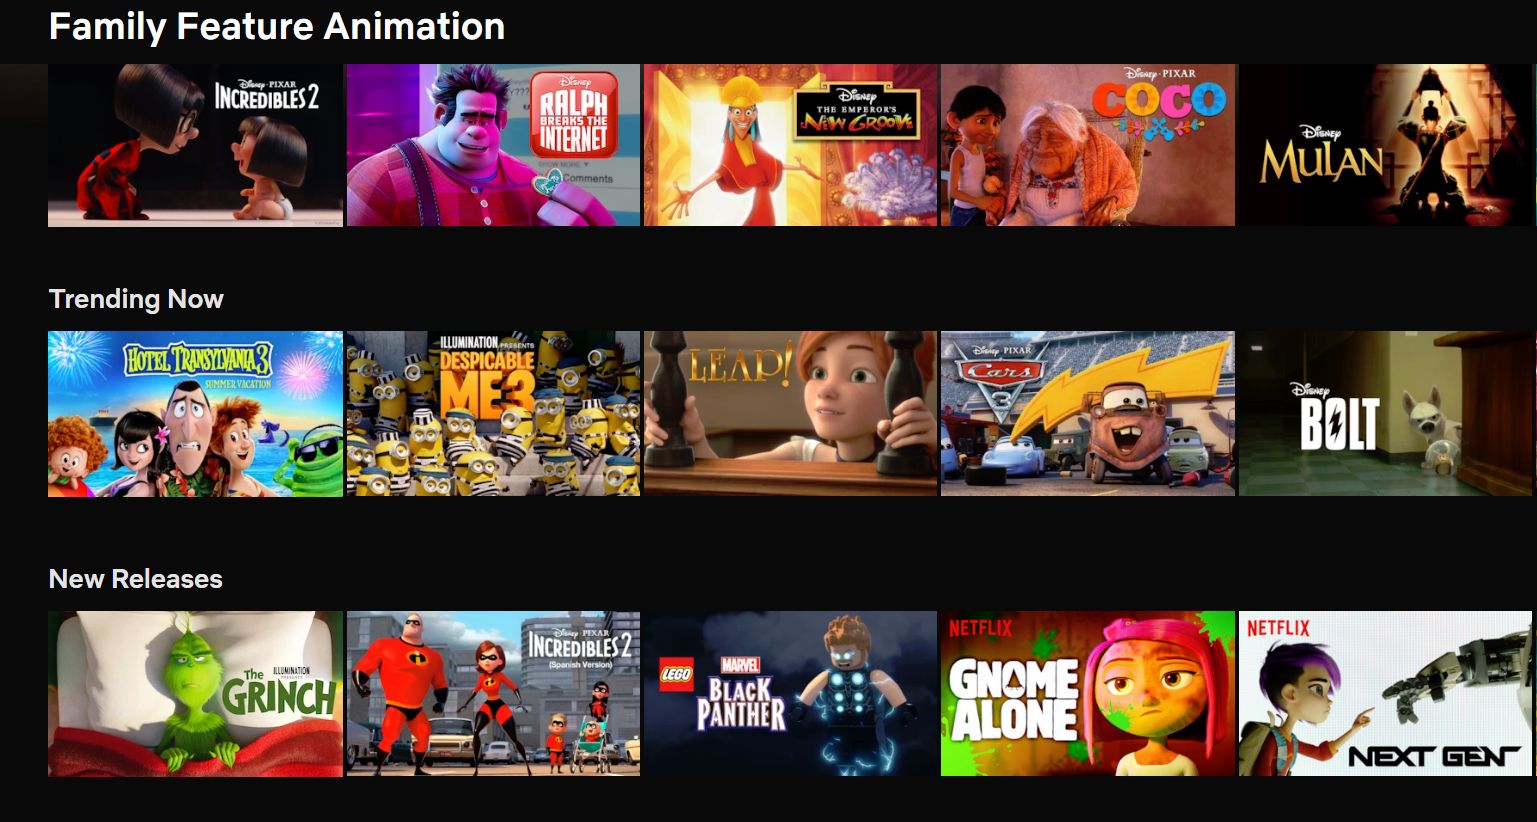 Family Feature Animation
Disney · PIXAR
INCREDIBLES 2
Disney
RALPH
BREAKS THE
INTERNET
SHOW MORE
Comments
Disney
THE EMPEROR'S
NEW GROOVE
Disney · PIXAR
COCO
Disney
MULAN
Trending Now
HOTEL TRANSYLVANIA 3
SUMMER VACATION
ILLUMINATION PRESENTS
DESPICABLE
ME 3
LEAP!
Disney · PIXAR
Cars
3
Disney
BOLT
New Releases
ILLUMINATION
PRESENTS
The
GRINCH
Disney · PIXAR
INCREDIBLES 2
(Spanish Version)
LEGO
MARVEL
BLACK
PANTHER
NETFLIX
GNOME
ALONE
NETFLIX
NEXT GEN